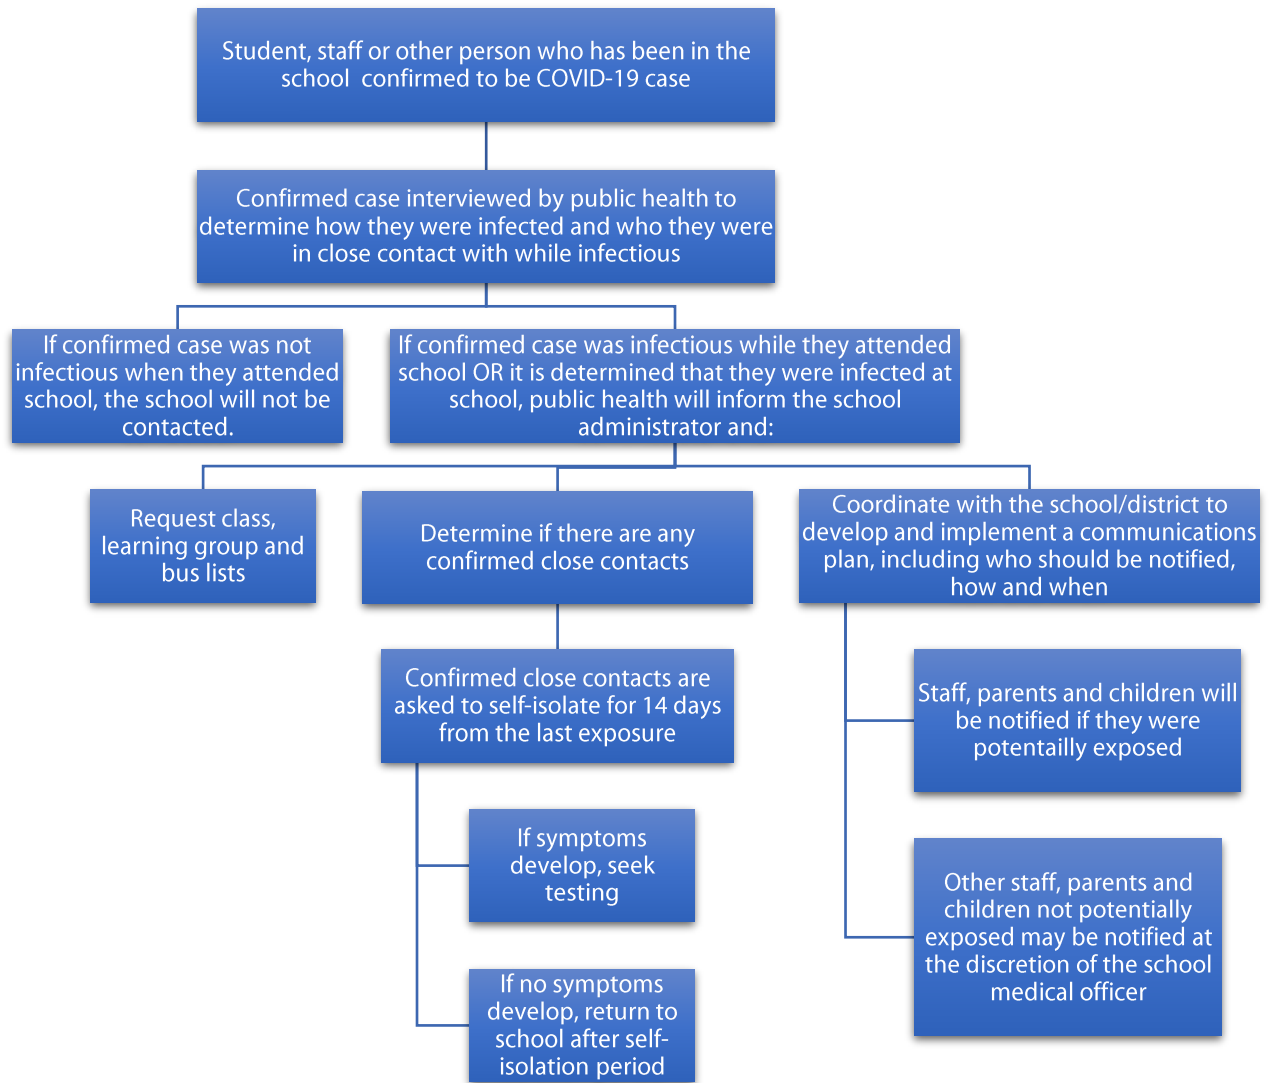 Student, staff or other person who has been in the
school confirmed to be COVID-19 case
Confirmed case interviewed by public health to
determine how they were infected and who they were
in close contact with while infectious
If confirmed case was not
infectious when they attended
school, the school will not be
contacted.
If confirmed case was infectious while they attended
school OR it is determined that they were infected at
school, public health will inform the school
administrator and:
Request class,
learning group and
bus lists
Determine if there are any
confirmed close contacts
Coordinate with the school/district to
develop and implement a communications
plan, including who should be notified,
how and when
Confirmed close contacts are
asked to self-isolate for 14 days
from the last exposure
Staff, parents and children will
be notified if they were
potentailly exposed
If symptoms
develop, seek
testing
Other staff, parents and
children not potentially
exposed may be notified at
the discretion of the school
medical officer
If no symptoms
develop, return to
school after self-
isolation period